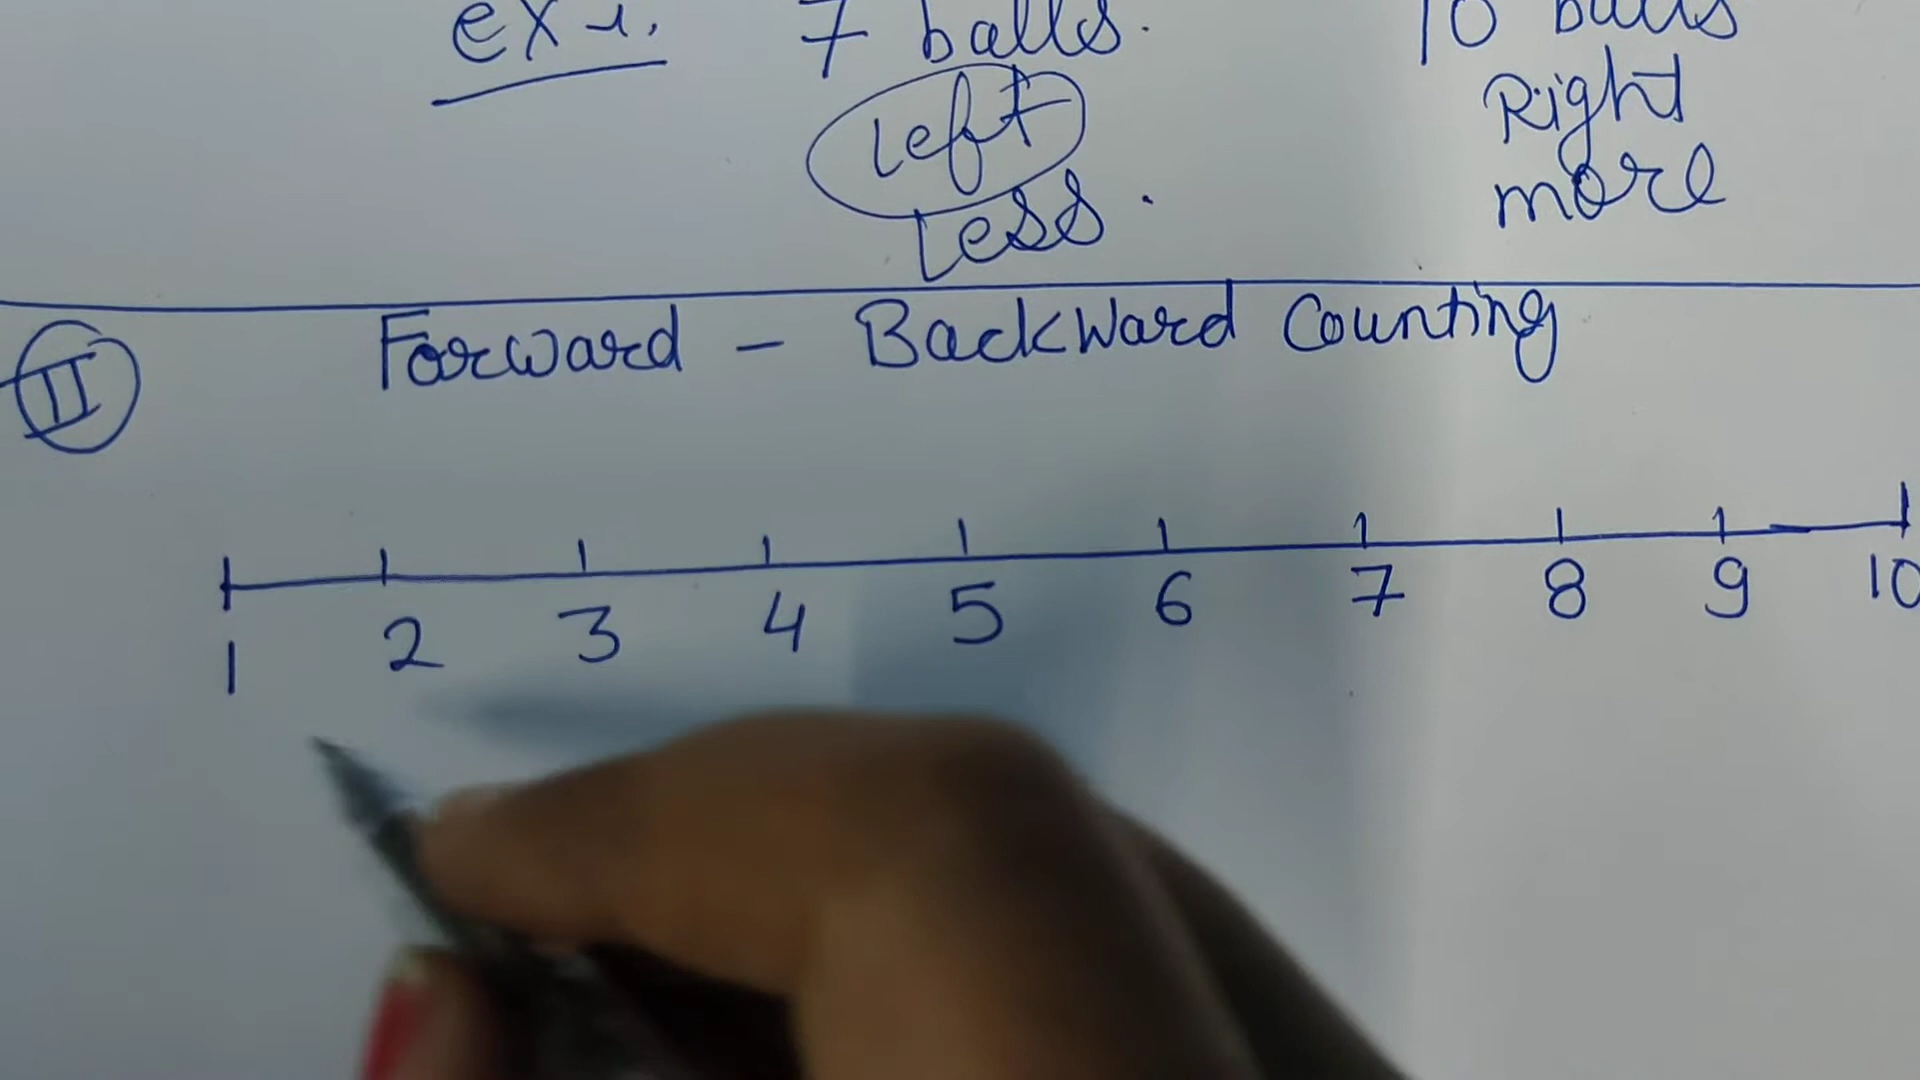 ex 1. 7 balls. 10 balls
left Right
less. more
II Forward - Backward Counting
1 2 3 4 5 6 7 8 9 10